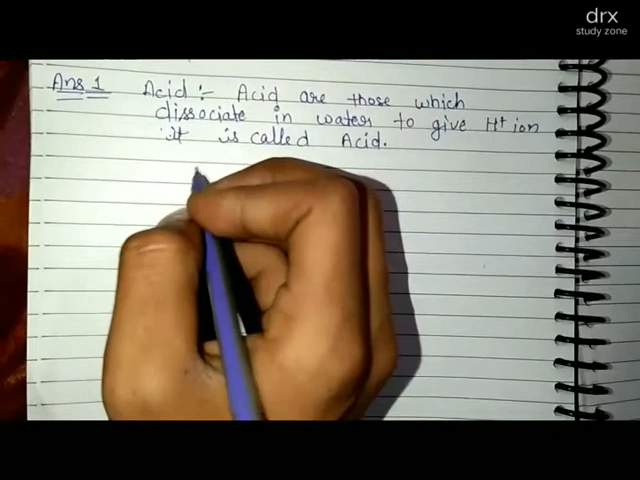 drx
study zone
Ans 1 Acid :- Acid are those which
dissociate in water to give H+ ion
it is called Acid.